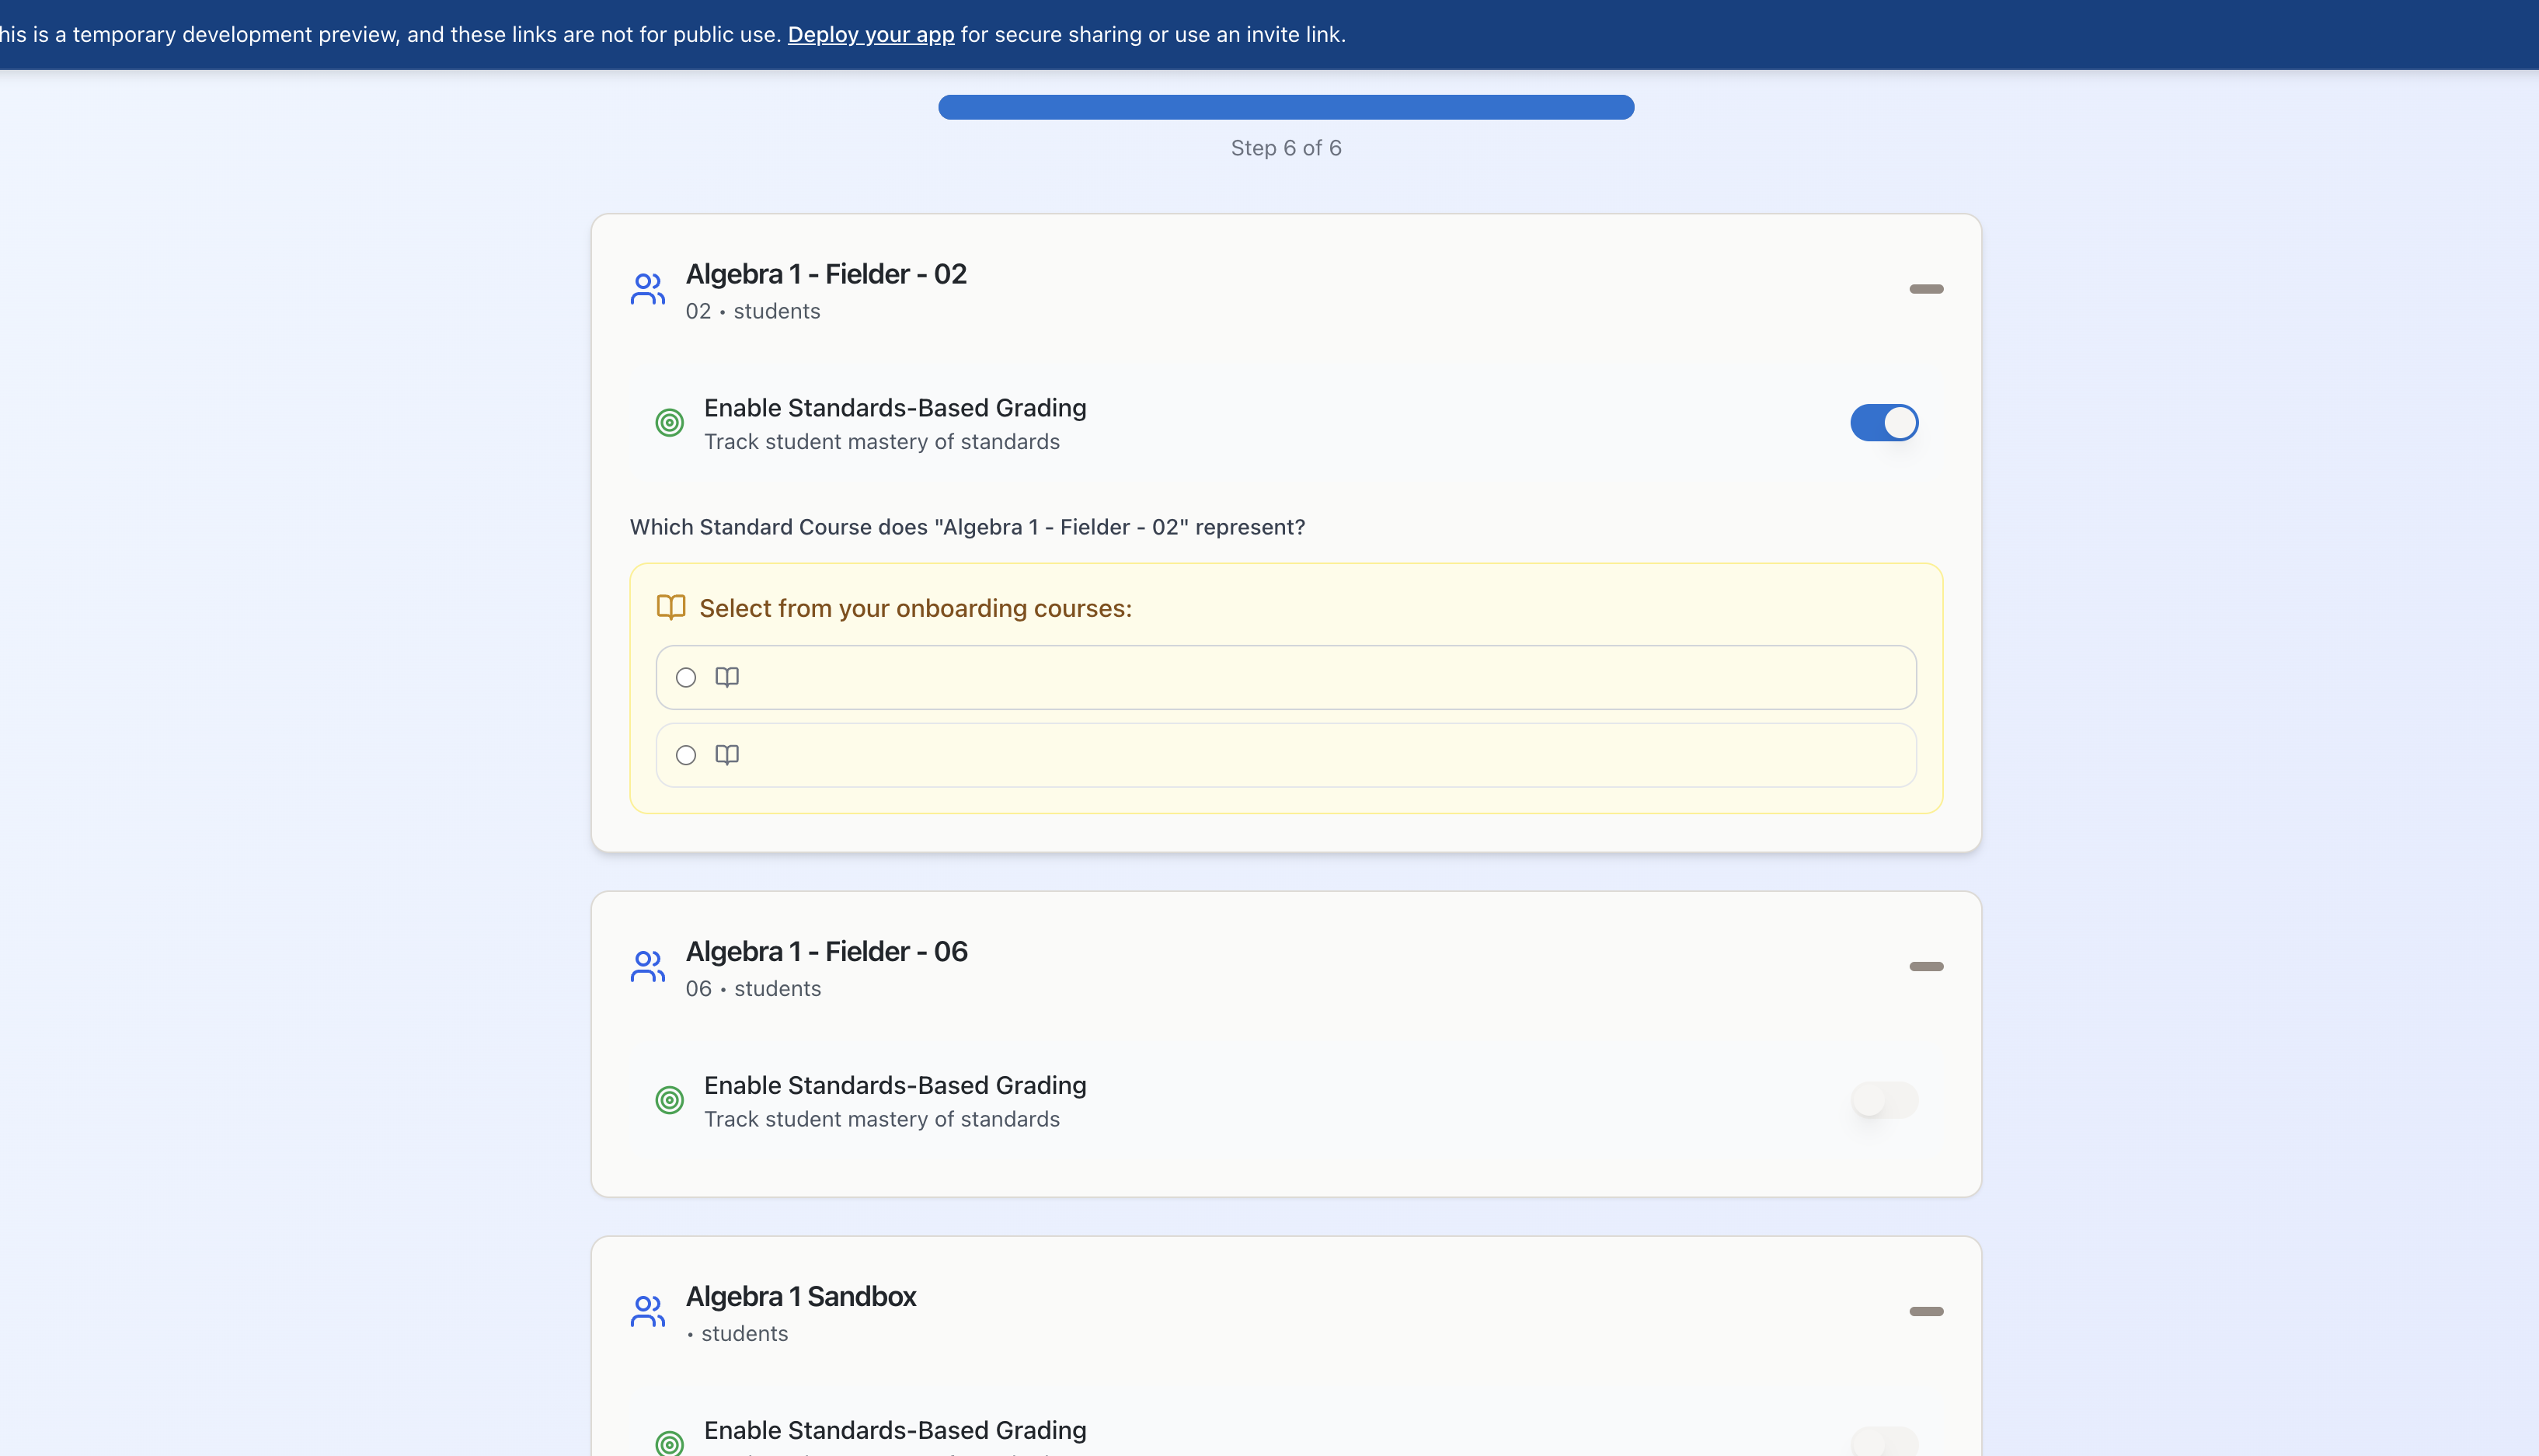 his is a temporary development preview, and these links are not for public use. Deploy your app for secure sharing or use an invite link.
Step 6 of 6
Algebra 1 - Fielder - 02
02 • students
Enable Standards-Based Grading
Track student mastery of standards
Which Standard Course does "Algebra 1 - Fielder - 02" represent?
Select from your onboarding courses:
Algebra 1 - Fielder - 06
06 • students
Enable Standards-Based Grading
Track student mastery of standards
Algebra 1 Sandbox
• students
Enable Standards-Based Grading